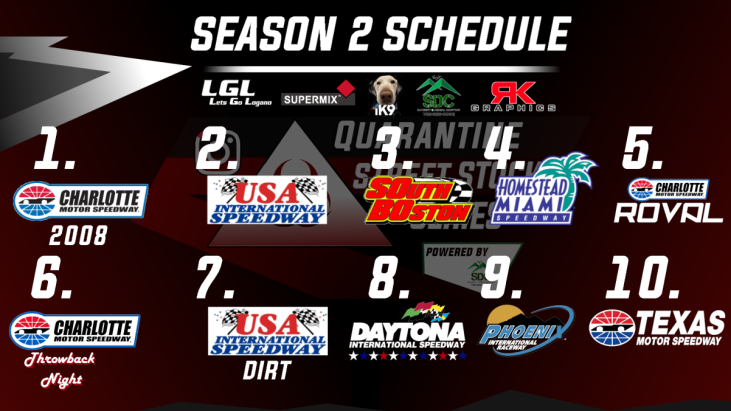 SEASON 2 SCHEDULE
LGL
Lets Go Logano
SUPERMIX
iK9
SDC
RK
GRAPHICS
QUARANTINE
STREET STOCK
SERIES
POWERED BY
SDC
1.
CHARLOTTE
MOTOR SPEEDWAY
2008
2.
USA
INTERNATIONAL
SPEEDWAY
3.
SOuth
BOston
4.
HOMESTEAD
MIAMI
SPEEDWAY
5.
CHARLOTTE
MOTOR SPEEDWAY
ROVAL
6.
CHARLOTTE
MOTOR SPEEDWAY
Throwback
Night
7.
USA
INTERNATIONAL
SPEEDWAY
DIRT
8.
DAYTONA
INTERNATIONAL SPEEDWAY
9.
PHOENIX
INTERNATIONAL
RACEWAY
10.
TEXAS
MOTOR SPEEDWAY